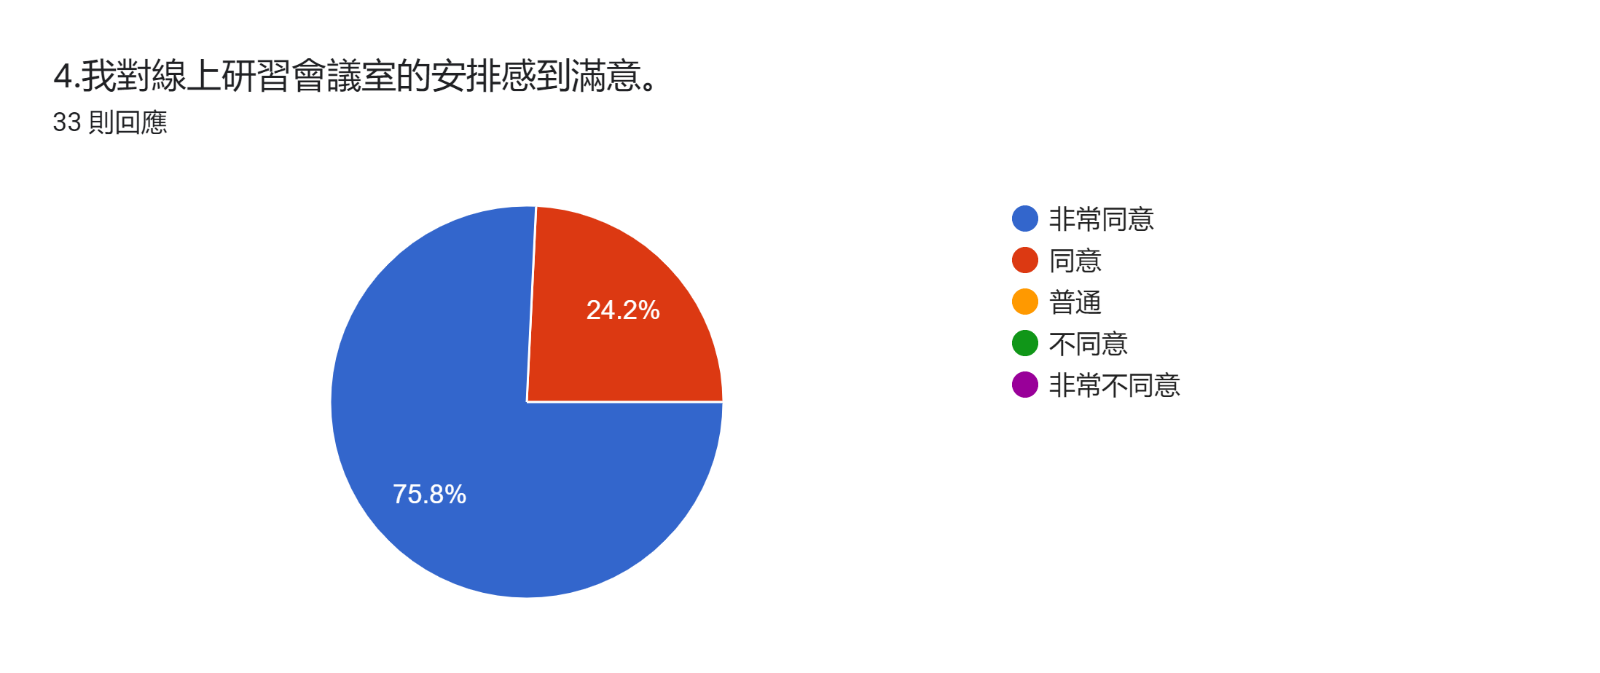 4.我對線上研習會議室的安排感到滿意。
33 則回應
24.2%
75.8%
非常同意
同意
普通
不同意
非常不同意